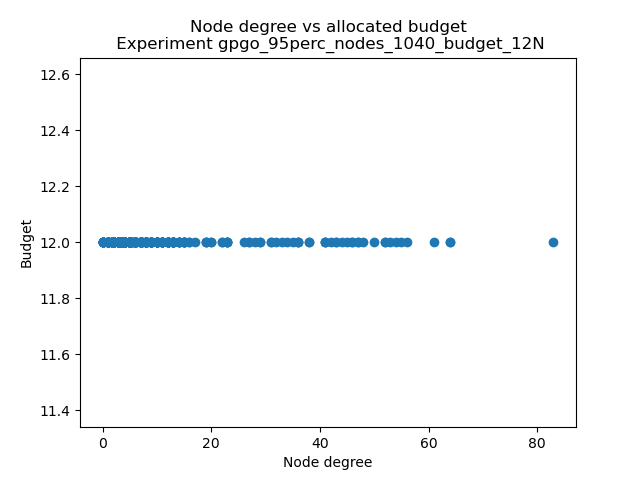 Node degree vs allocated budget
Experiment gpgo_95perc_nodes_1040_budget_12N
12.6
12.4
12.2
12.0
11.8
11.6
11.4
Budget
0 20 40 60 80
Node degree